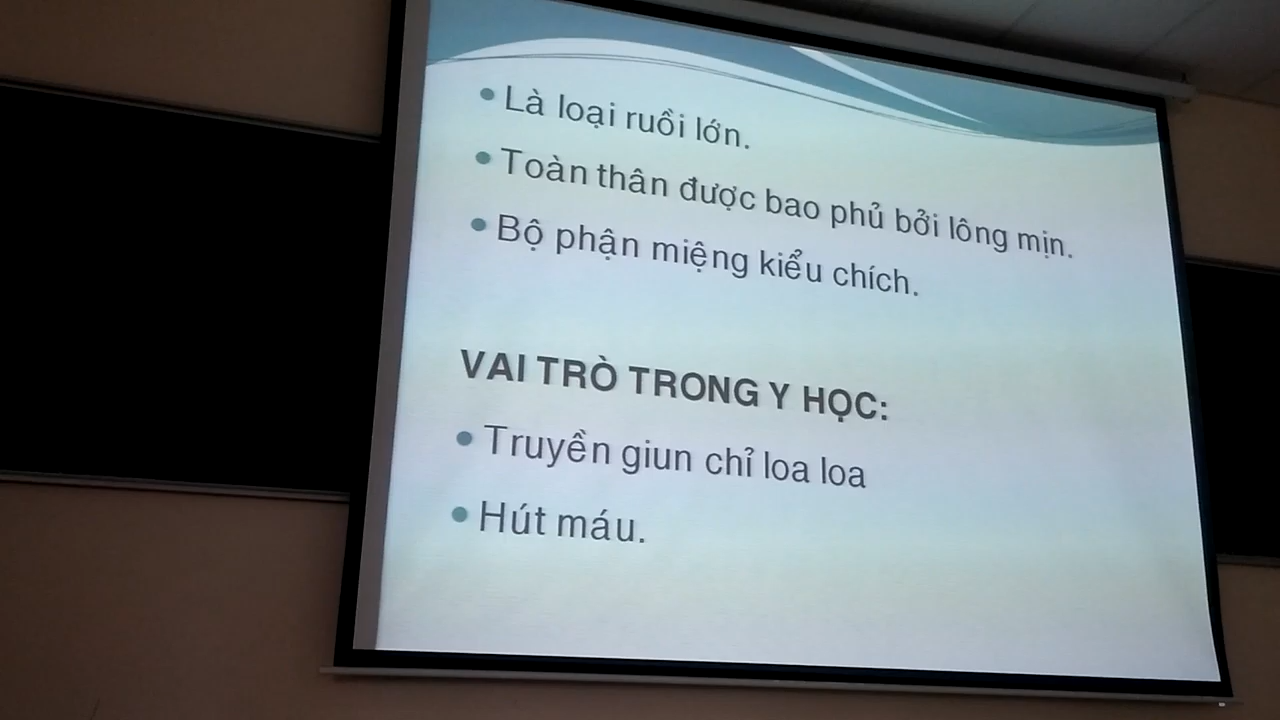 • Là loại ruồi lớn.
• Toàn thân được bao phủ bởi lông mịn.
• Bộ phận miệng kiểu chích.
VAI TRÒ TRONG Y HỌC:
• Truyền giun chỉ loa loa
• Hút máu.